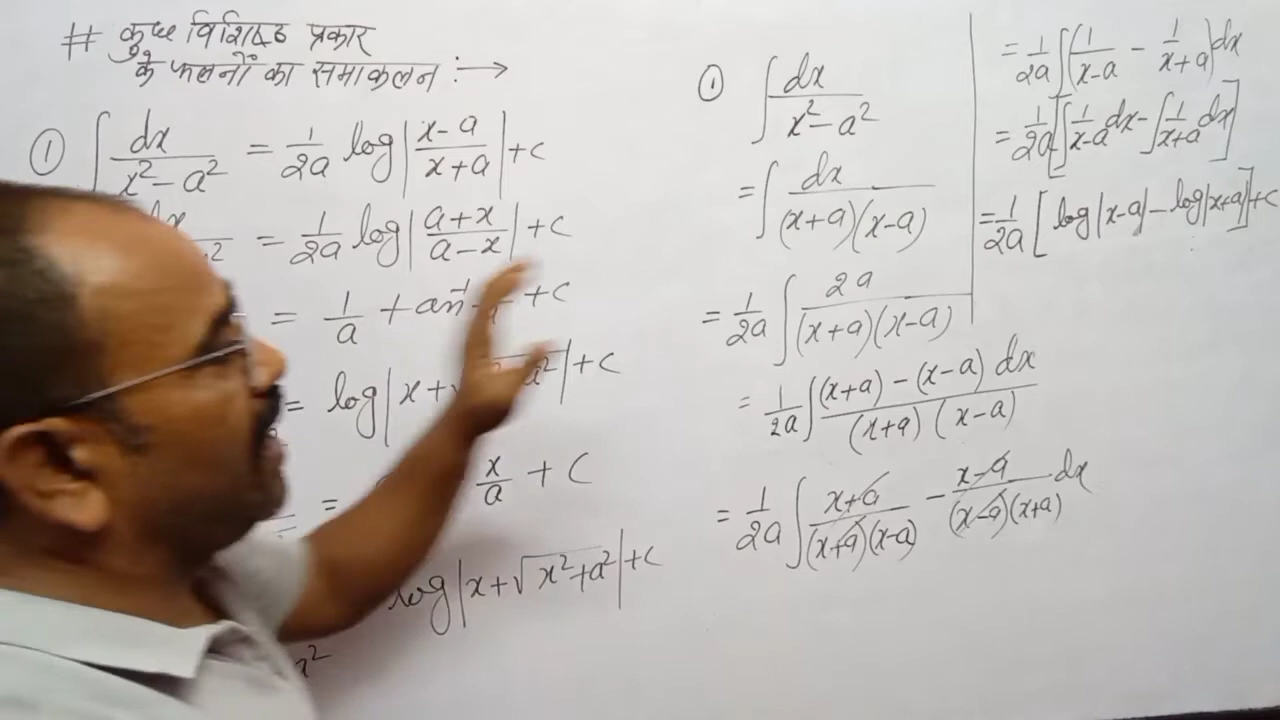 # कुछ विशिष्ठ प्रकार
के फलनों का समाकलन :→
① ∫ dx/(x²-a²) = 1/2a log|(x-a)/(x+a)| + c
= 1/2a log|(a+x)/(a-x)| + c
= 1/a tan⁻¹ + c
= log|x+√ a²| + c
= x/a + C
log|x+√x²+a²| + c
① ∫ dx/(x²-a²)
= ∫ dx/((x+a)(x-a))
= 1/2a ∫ 2a/((x+a)(x-a))
= 1/2a ∫ ((x+a)-(x-a) dx)/((x+a)(x-a))
= 1/2a ∫ (x+a)/((x+a)(x-a)) - (x-a)/((x-a)(x+a)) dx
= 1/2a ∫(1/(x-a) - 1/(x+a))dx
= 1/2a [∫ 1/(x-a) dx - ∫ 1/(x+a) dx]
= 1/2a [log|x-a| - log|x+a|] + c